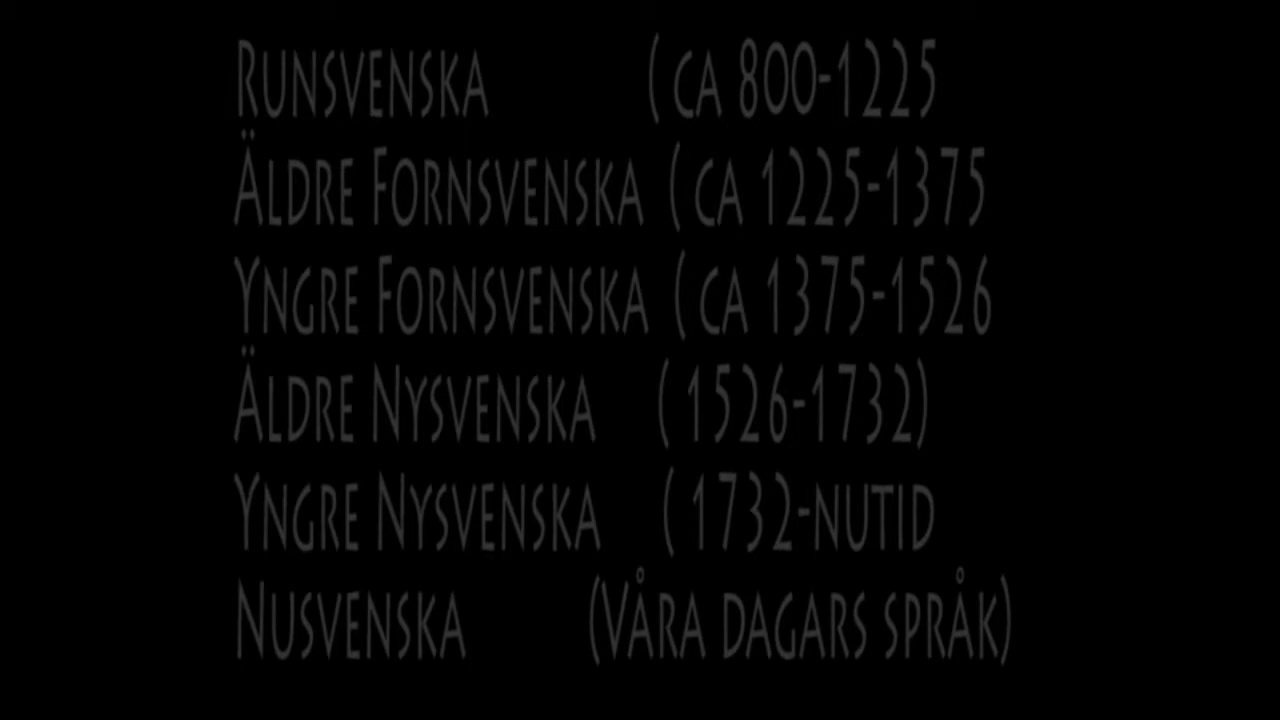 Runsvenska ( ca 800-1225
Äldre Fornsvenska ( ca 1225-1375
Yngre Fornsvenska ( ca 1375-1526
Äldre Nysvenska ( 1526-1732)
Yngre Nysvenska ( 1732-nutid
Nusvenska (Våra dagars språk)